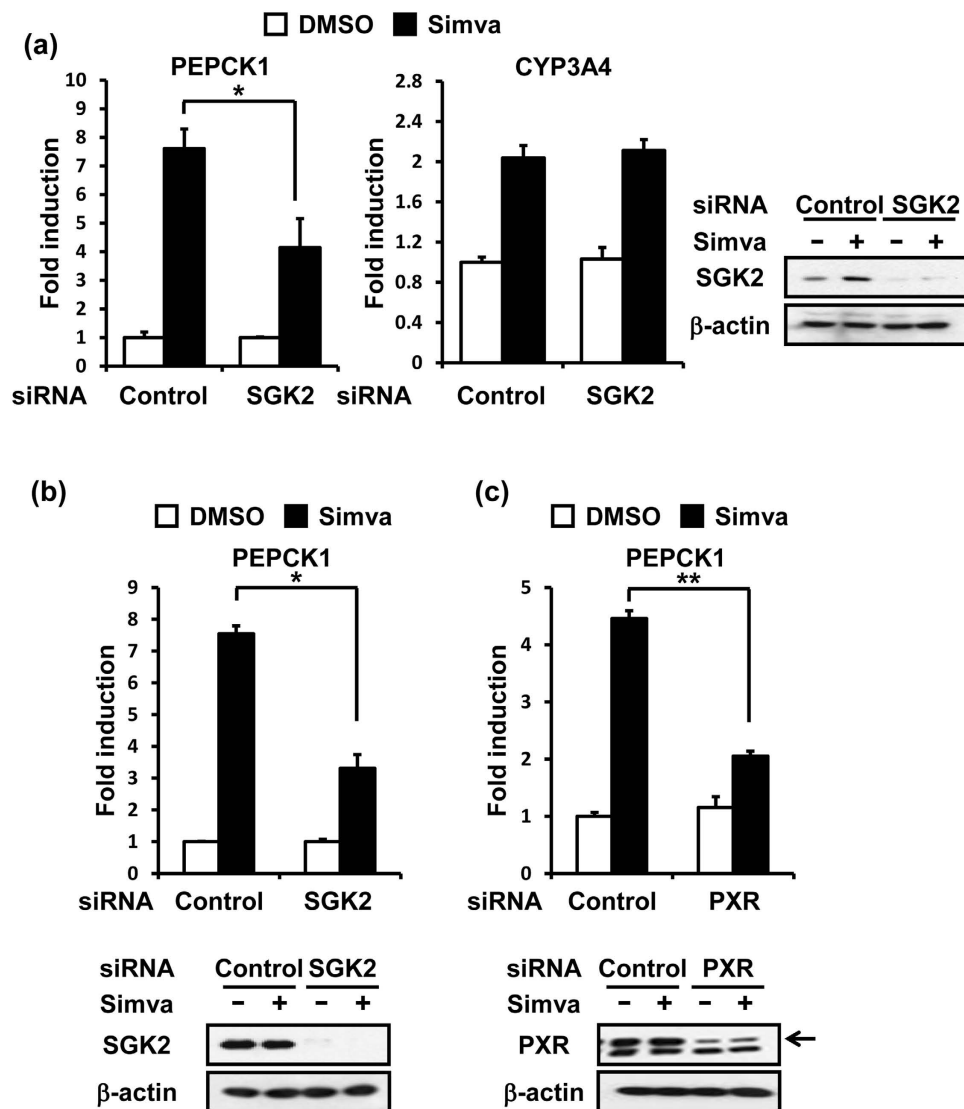 DMSO Simva
(a)
PEPCK1
Fold induction
10
9
8
7
6
5
4
3
2
1
0
*
siRNA Control SGK2
CYP3A4
Fold induction
2.8
2.4
2
1.6
1.2
0.8
0.4
0
siRNA Control SGK2
siRNA Control SGK2
Simva − + − +
SGK2
β-actin
(b)
DMSO Simva
PEPCK1
Fold induction
9
8
7
6
5
4
3
2
1
0
*
siRNA Control SGK2
siRNA Control SGK2
Simva − + − +
SGK2
β-actin
(c)
DMSO Simva
PEPCK1
Fold induction
5
4
3
2
1
0
**
siRNA Control PXR
siRNA Control PXR
Simva − + − +
PXR
β-actin